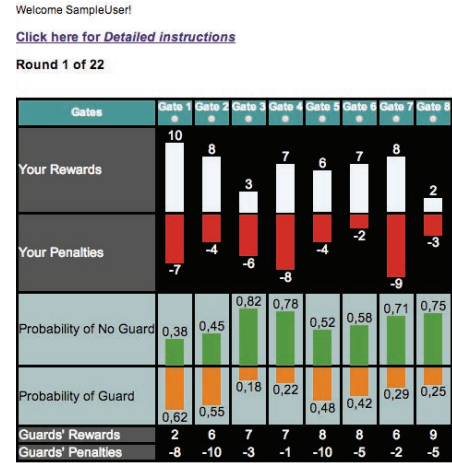 Welcome SampleUser!
Click here for Detailed instructions
Round 1 of 22
Gates Gate 1 Gate 2 Gate 3 Gate 4 Gate 5 Gate 6 Gate 7 Gate 8
Your Rewards 10 8 3 7 6 7 8 2
Your Penalties -7 -4 -6 -8 -4 -2 -9 -3
Probability of No Guard 0,38 0,45 0,82 0,78 0,52 0,58 0,71 0,75
Probability of Guard 0,62 0,55 0,18 0,22 0,48 0,42 0,29 0,25
Guards' Rewards 2 6 7 7 8 8 6 9
Guards' Penalties -8 -10 -3 -1 -10 -5 -2 -5